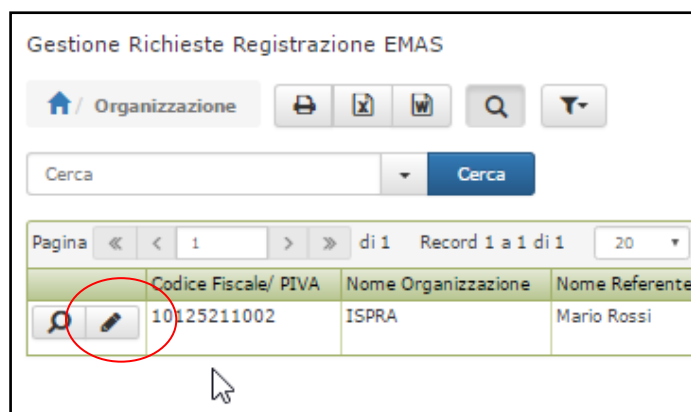 Gestione Richieste Registrazione EMAS
/ Organizzazione
Cerca Cerca
Pagina 1 di 1 Record 1 a 1 di 1 20
Codice Fiscale/ PIVA Nome Organizzazione Nome Referente
10125211002 ISPRA Mario Rossi